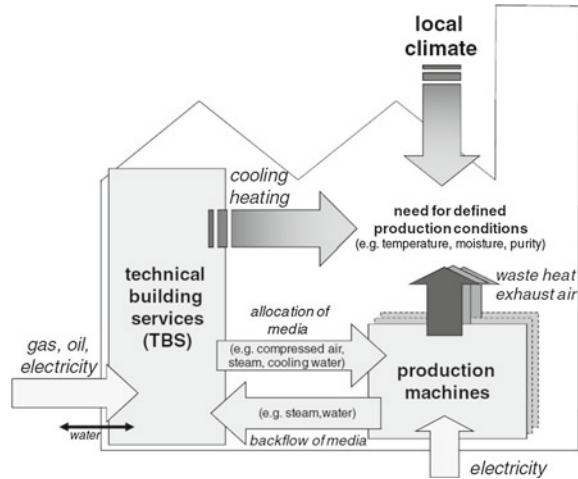 local
climate
cooling
heating
need for defined
production conditions
(e.g. temperature, moisture, purity)
waste heat
exhaust air
technical
building
services
(TBS)
allocation of
media
(e.g. compressed air,
steam, cooling water)
gas, oil,
electricity
production
machines
(e.g. steam,water)
water
backflow of media
electricity